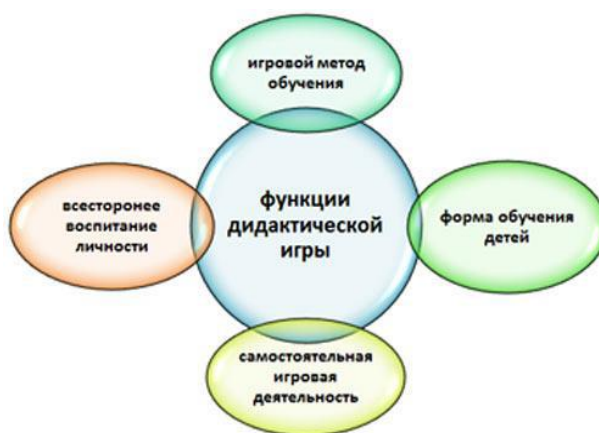 игровой метод
обучения
всесторонее
воспитание
личности
функции
дидактической
игры
форма обучения
детей
самостоятельная
игровая
деятельность